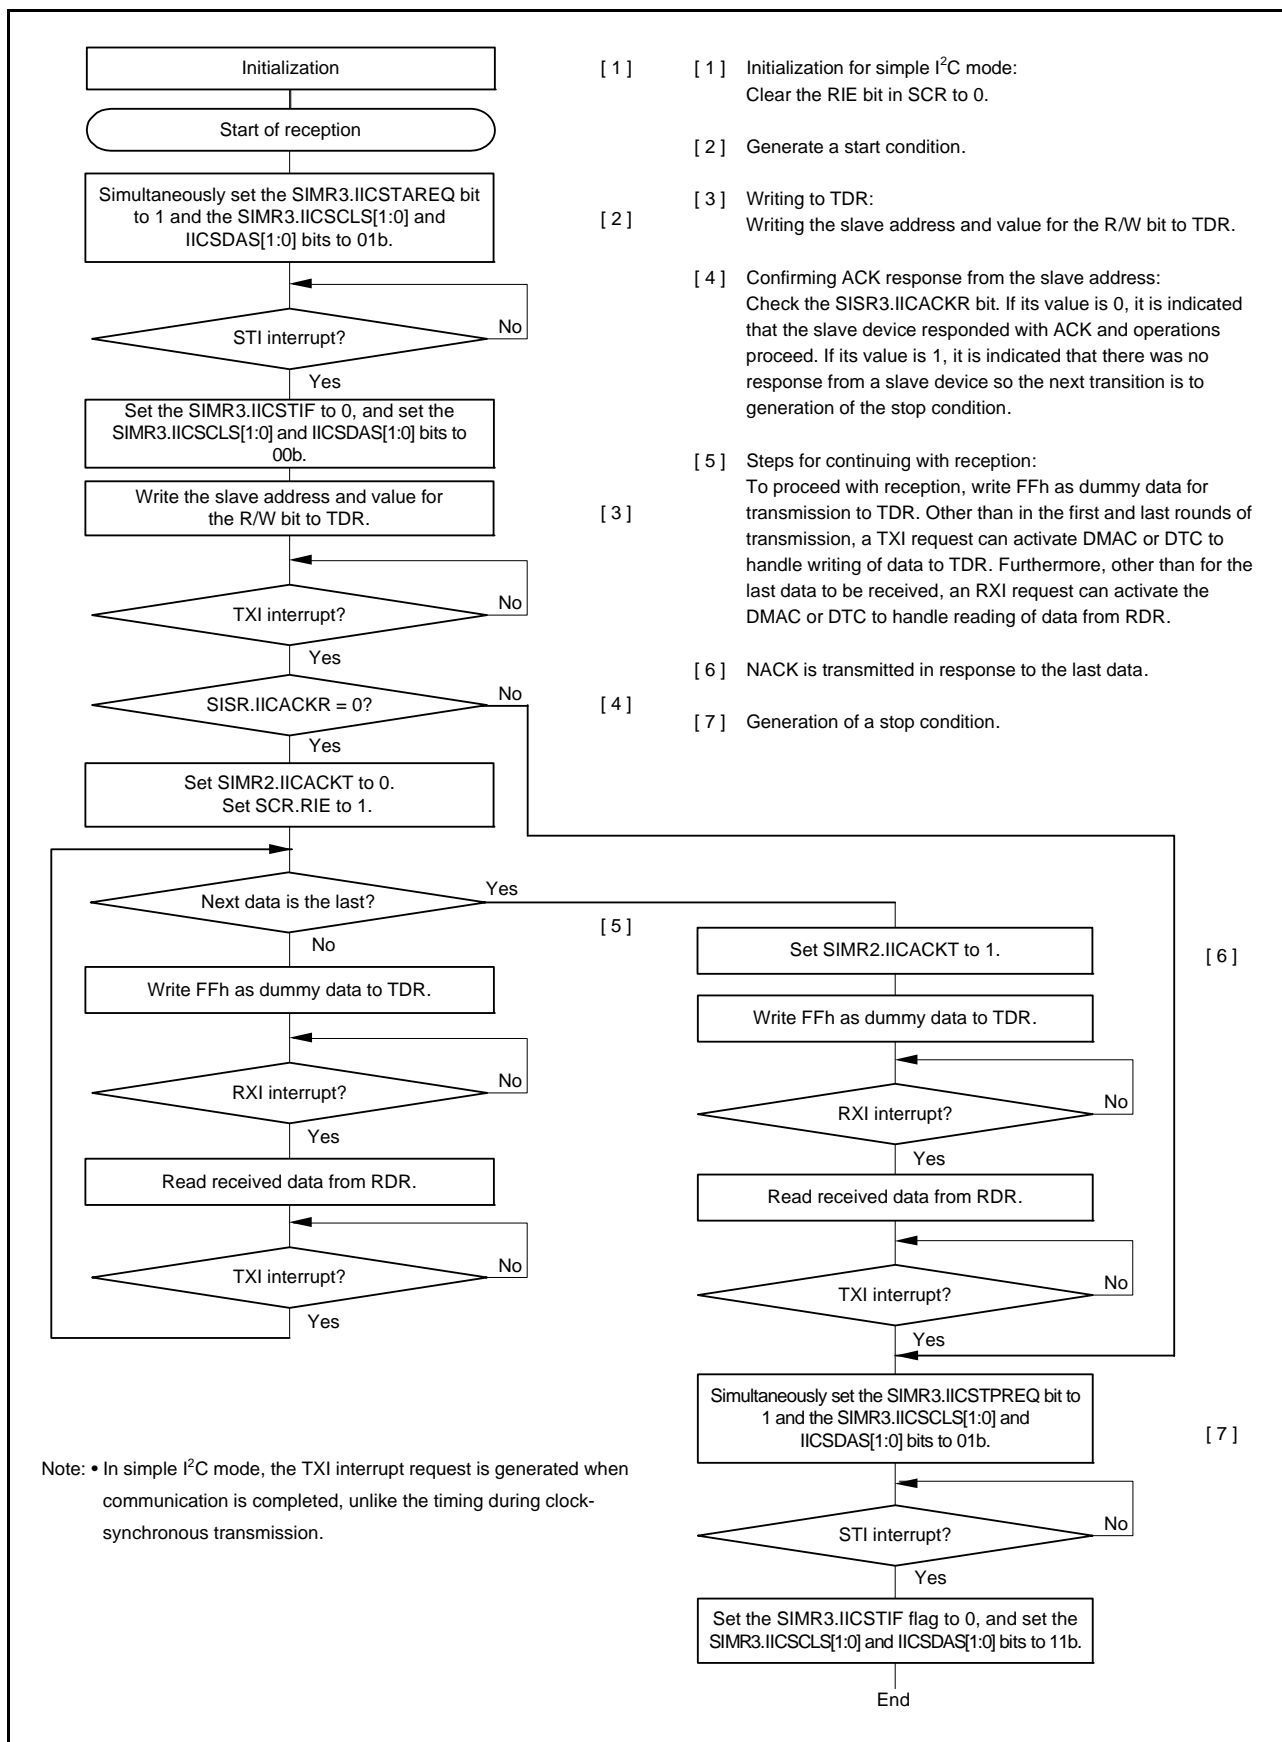 Initialization
[ 1 ]
Start of reception
Simultaneously set the SIMR3.IICSTAREQ bit
to 1 and the SIMR3.IICSCLS[1:0] and
IICSDAS[1:0] bits to 01b.
[ 2 ]
STI interrupt?
No
Yes
Set the SIMR3.IICSTIF to 0, and set the
SIMR3.IICSCLS[1:0] and IICSDAS[1:0] bits to
00b.
Write the slave address and value for
the R/W bit to TDR.
[ 3 ]
TXI interrupt?
No
Yes
SISR.IICACKR = 0?
No
[ 4 ]
Yes
Set SIMR2.IICACKT to 0.
Set SCR.RIE to 1.
Next data is the last?
Yes
[ 5 ]
No
Write FFh as dummy data to TDR.
RXI interrupt?
No
Yes
Read received data from RDR.
TXI interrupt?
No
Yes
[ 1 ] Initialization for simple I²C mode:
Clear the RIE bit in SCR to 0.
[ 2 ] Generate a start condition.
[ 3 ] Writing to TDR:
Writing the slave address and value for the R/W bit to TDR.
[ 4 ] Confirming ACK response from the slave address:
Check the SISR3.IICACKR bit. If its value is 0, it is indicated
that the slave device responded with ACK and operations
proceed. If its value is 1, it is indicated that there was no
response from a slave device so the next transition is to
generation of the stop condition.
[ 5 ] Steps for continuing with reception:
To proceed with reception, write FFh as dummy data for
transmission to TDR. Other than in the first and last rounds of
transmission, a TXI request can activate DMAC or DTC to
handle writing of data to TDR. Furthermore, other than for the
last data to be received, an RXI request can activate the
DMAC or DTC to handle reading of data from RDR.
[ 6 ] NACK is transmitted in response to the last data.
[ 7 ] Generation of a stop condition.
Set SIMR2.IICACKT to 1.
[ 6 ]
Write FFh as dummy data to TDR.
RXI interrupt?
No
Yes
Read received data from RDR.
TXI interrupt?
No
Yes
Simultaneously set the SIMR3.IICSTPREQ bit to
1 and the SIMR3.IICSCLS[1:0] and
IICSDAS[1:0] bits to 01b.
[ 7 ]
STI interrupt?
No
Yes
Set the SIMR3.IICSTIF flag to 0, and set the
SIMR3.IICSCLS[1:0] and IICSDAS[1:0] bits to 11b.
End
Note: • In simple I²C mode, the TXI interrupt request is generated when
communication is completed, unlike the timing during clock-
synchronous transmission.